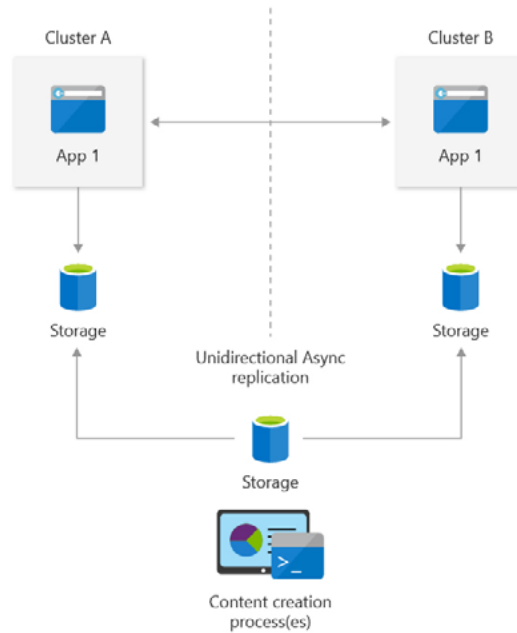 Cluster A
Cluster B
App 1
App 1
Storage
Storage
Unidirectional Async
replication
Storage
>_
Content creation
process(es)